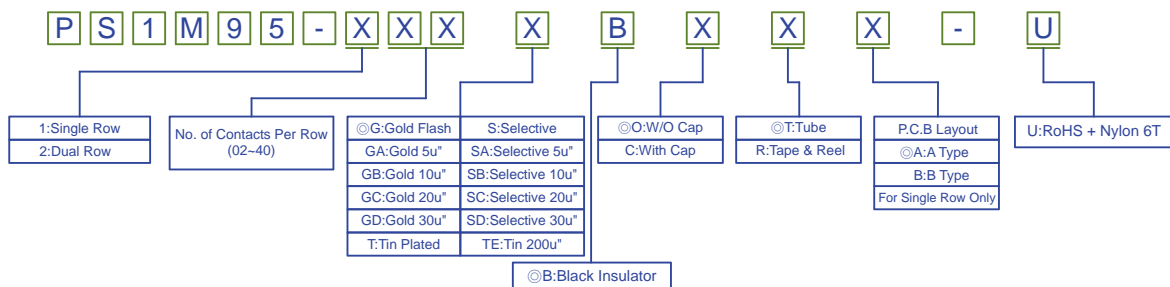 PS1M95-XXX X B X X X - U
1:Single Row
2:Dual Row
No. of Contacts Per Row
(02~40)
◎G:Gold Flash S:Selective
GA:Gold 5u" SA:Selective 5u"
GB:Gold 10u" SB:Selective 10u"
GC:Gold 20u" SC:Selective 20u"
GD:Gold 30u" SD:Selective 30u"
T:Tin Plated TE:Tin 200u"
◎B:Black Insulator
◎O:W/O Cap
C:With Cap
◎T:Tube
R:Tape & Reel
P.C.B Layout
◎A:A Type
B:B Type
For Single Row Only
U:RoHS + Nylon 6T